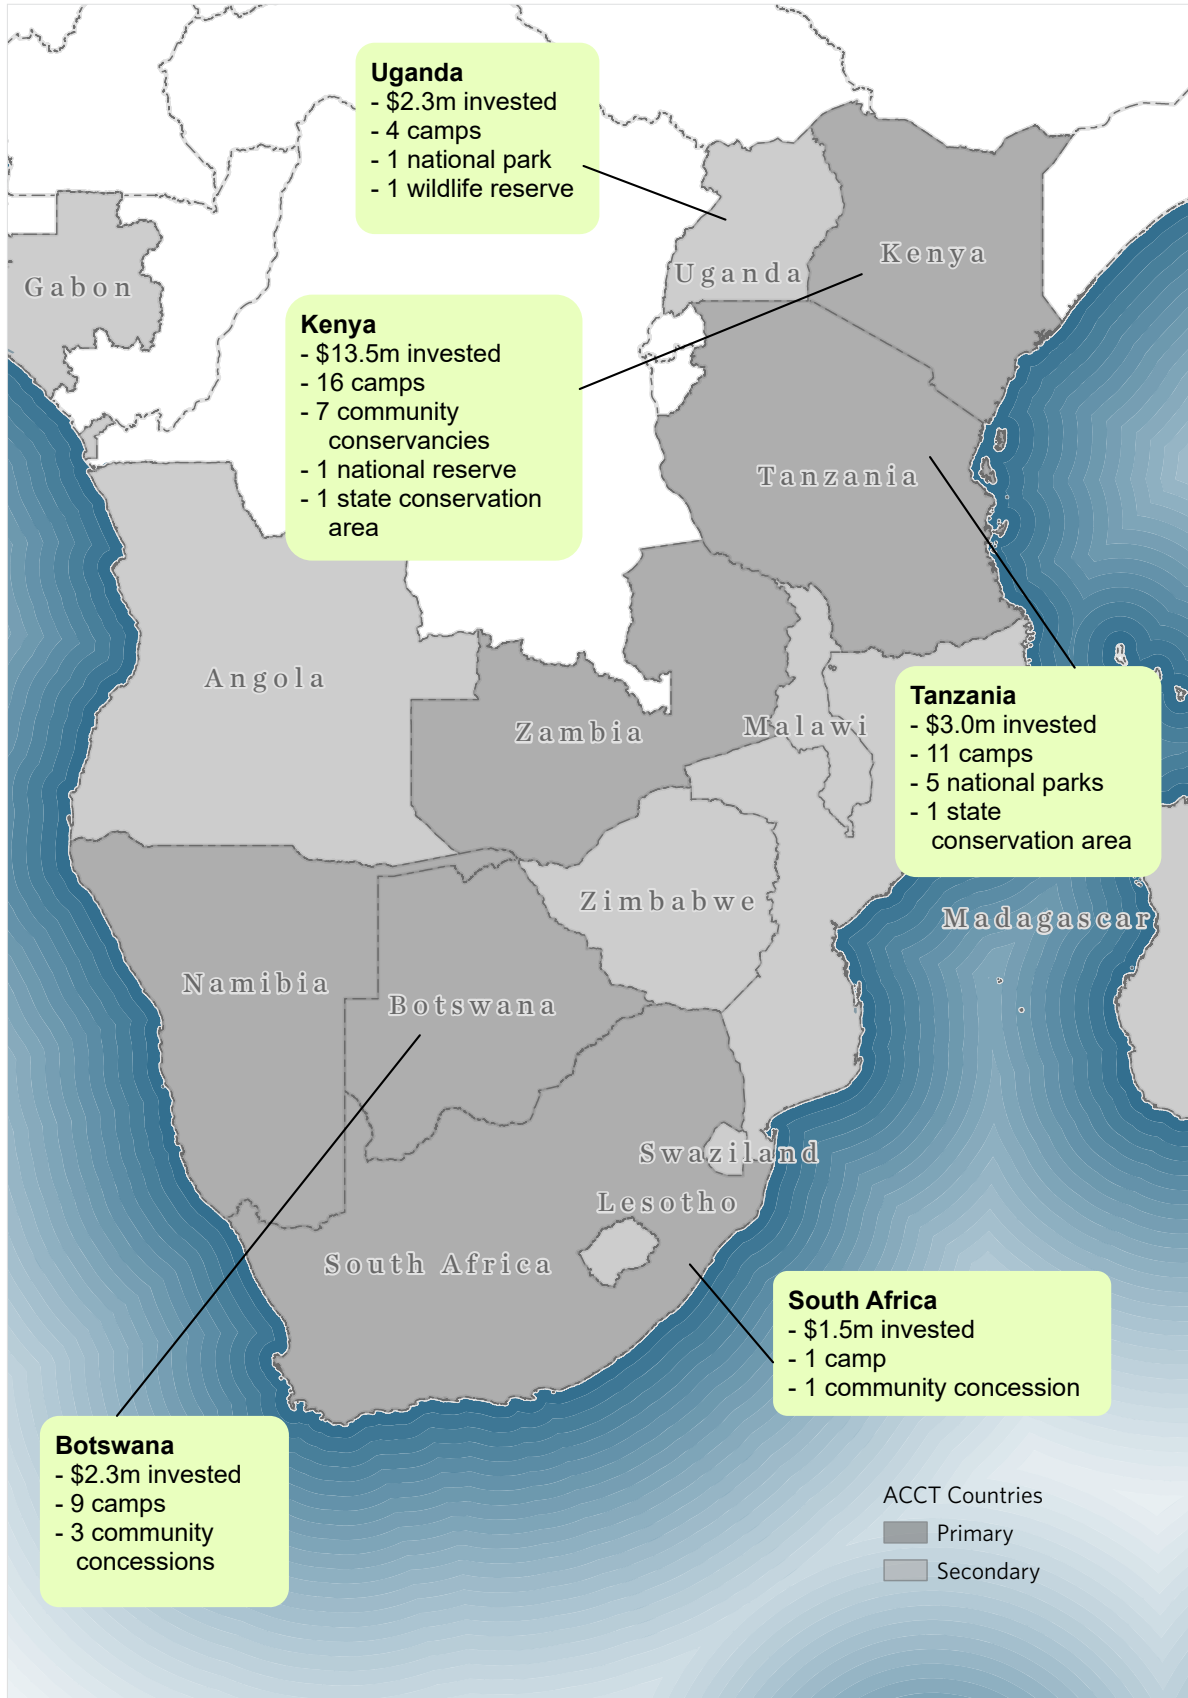 Uganda
- $2.3m invested
- 4 camps
- 1 national park
- 1 wildlife reserve
Kenya
Uganda
Gabon
Kenya
- $13.5m invested
- 16 camps
- 7 community
conservancies
- 1 national reserve
- 1 state conservation
area
Tanzania
Angola
Zambia
Malawi
Tanzania
- $3.0m invested
- 11 camps
- 5 national parks
- 1 state
conservation area
Zimbabwe
Madagascar
Namibia
Botswana
Swaziland
Lesotho
South Africa
South Africa
- $1.5m invested
- 1 camp
- 1 community concession
Botswana
- $2.3m invested
- 9 camps
- 3 community
concessions
ACCT Countries
Primary
Secondary